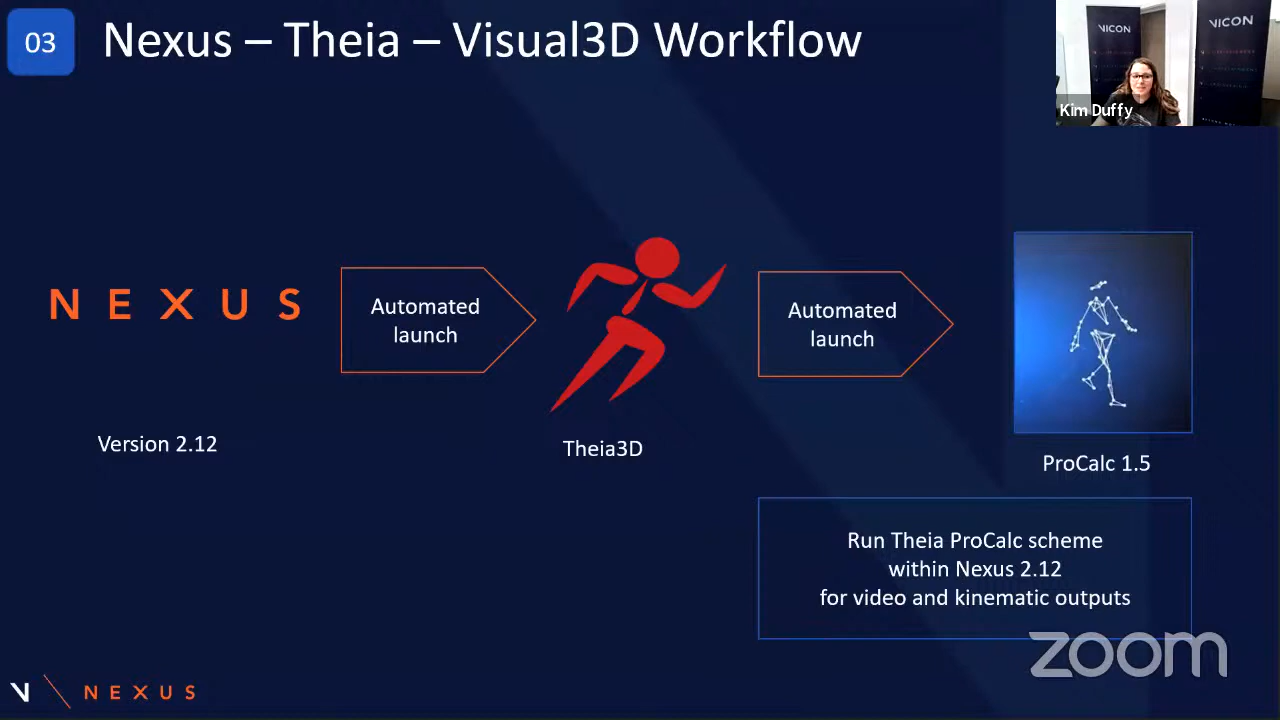 03
Nexus – Theia – Visual3D Workflow
VICON
VICON
Kim Duffy
NEXUS
Automated
launch
Automated
launch
Version 2.12
Theia3D
ProCalc 1.5
Run Theia ProCalc scheme
within Nexus 2.12
for video and kinematic outputs
zoom
NEXUS